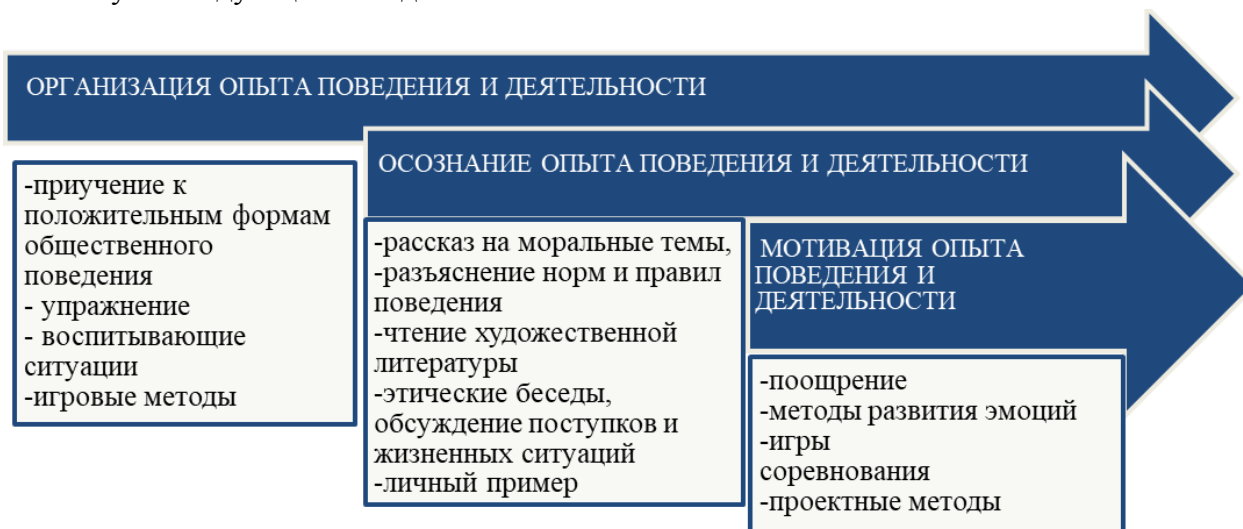 ОРГАНИЗАЦИЯ ОПЫТА ПОВЕДЕНИЯ И ДЕЯТЕЛЬНОСТИ
-приучение к
положительным формам
общественного
поведения
- упражнение
- воспитывающие
ситуации
-игровые методы
ОСОЗНАНИЕ ОПЫТА ПОВЕДЕНИЯ И ДЕЯТЕЛЬНОСТИ
-рассказ на моральные темы,
-разъяснение норм и правил
поведения
-чтение художественной
литературы
-этические беседы,
обсуждение поступков и
жизненных ситуаций
-личный пример
МОТИВАЦИЯ ОПЫТА
ПОВЕДЕНИЯ И
ДЕЯТЕЛЬНОСТИ
-поощрение
-методы развития эмоций
-игры
соревнования
-проектные методы